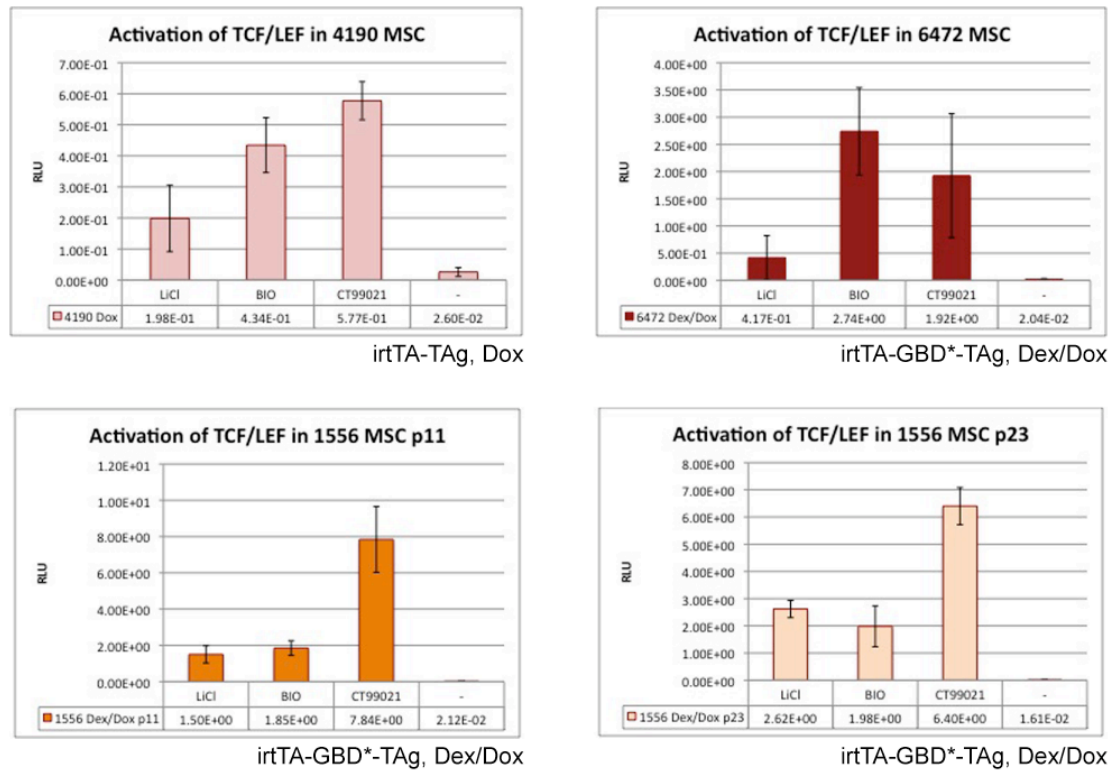 Activation of TCF/LEF in 4190 MSC
7.00E-01
6.00E-01
5.00E-01
4.00E-01
3.00E-01
2.00E-01
1.00E-01
0.00E+00
RLU
LiCl BIO CT99021 -
4190 Dox 1.98E-01 4.34E-01 5.77E-01 2.60E-02
irtTA-TAg, Dox
Activation of TCF/LEF in 6472 MSC
4.00E+00
3.50E+00
3.00E+00
2.50E+00
2.00E+00
1.50E+00
1.00E+00
5.00E-01
0.00E+00
RLU
LiCl BIO CT99021 -
6472 Dex/Dox 4.17E-01 2.74E+00 1.92E+00 2.04E-02
irtTA-GBD*-TAg, Dex/Dox
Activation of TCF/LEF in 1556 MSC p11
1.20E+01
1.00E+01
8.00E+00
6.00E+00
4.00E+00
2.00E+00
0.00E+00
RLU
LiCl BIO CT99021 -
1556 Dex/Dox p11 1.50E+00 1.85E+00 7.84E+00 2.12E-02
irtTA-GBD*-TAg, Dex/Dox
Activation of TCF/LEF in 1556 MSC p23
8.00E+00
7.00E+00
6.00E+00
5.00E+00
4.00E+00
3.00E+00
2.00E+00
1.00E+00
0.00E+00
RLU
LiCl BIO CT99021 -
1556 Dex/Dox p23 2.62E+00 1.98E+00 6.40E+00 1.61E-02
irtTA-GBD*-TAg, Dex/Dox